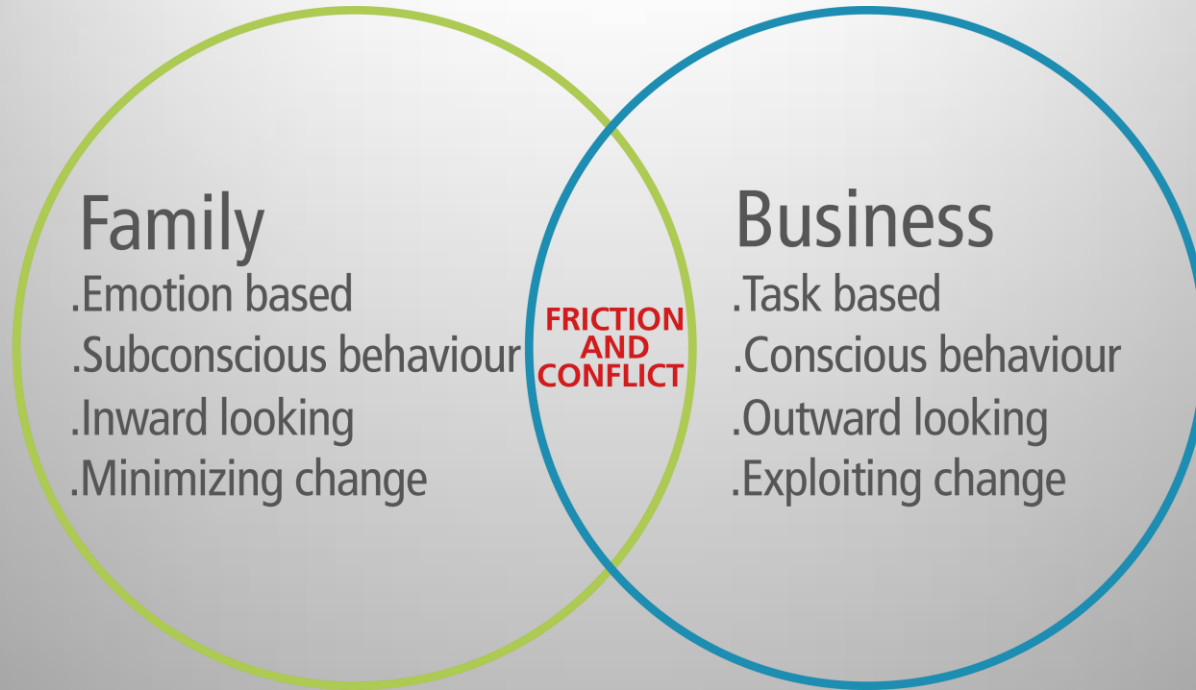 Family
.Emotion based
.Subconscious behaviour
.Inward looking
.Minimizing change
FRICTION
AND
CONFLICT
Business
.Task based
.Conscious behaviour
.Outward looking
.Exploiting change